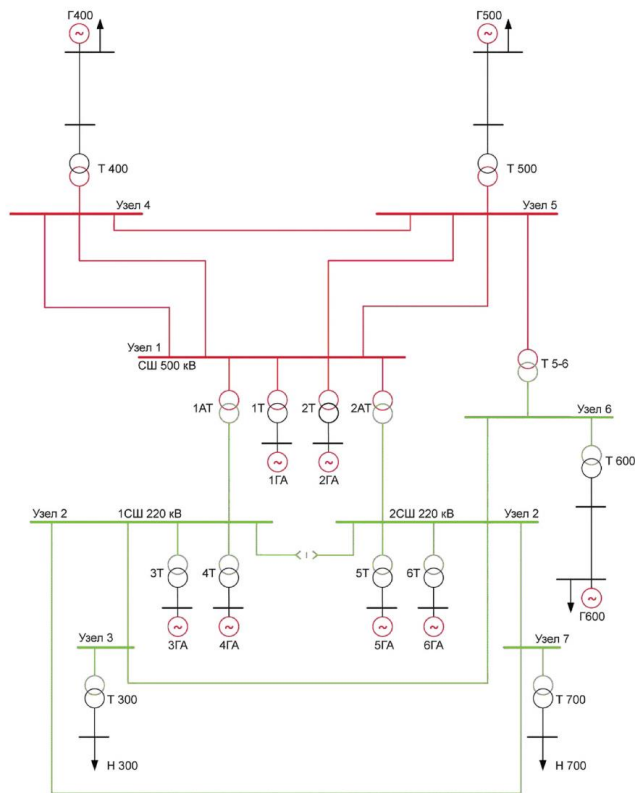 Г400
Г500
Т 400
Т 500
Узел 4
Узел 5
Узел 1
СШ 500 кВ
Т 5-6
1АТ
1Т
2Т
2АТ
Узел 6
Т 600
1ГА
2ГА
Узел 2
1СШ 220 кВ
2СШ 220 кВ
Узел 2
3Т
4Т
5Т
6Т
Г600
3ГА
4ГА
5ГА
6ГА
Узел 3
Узел 7
Т 300
Т 700
Н 300
Н 700